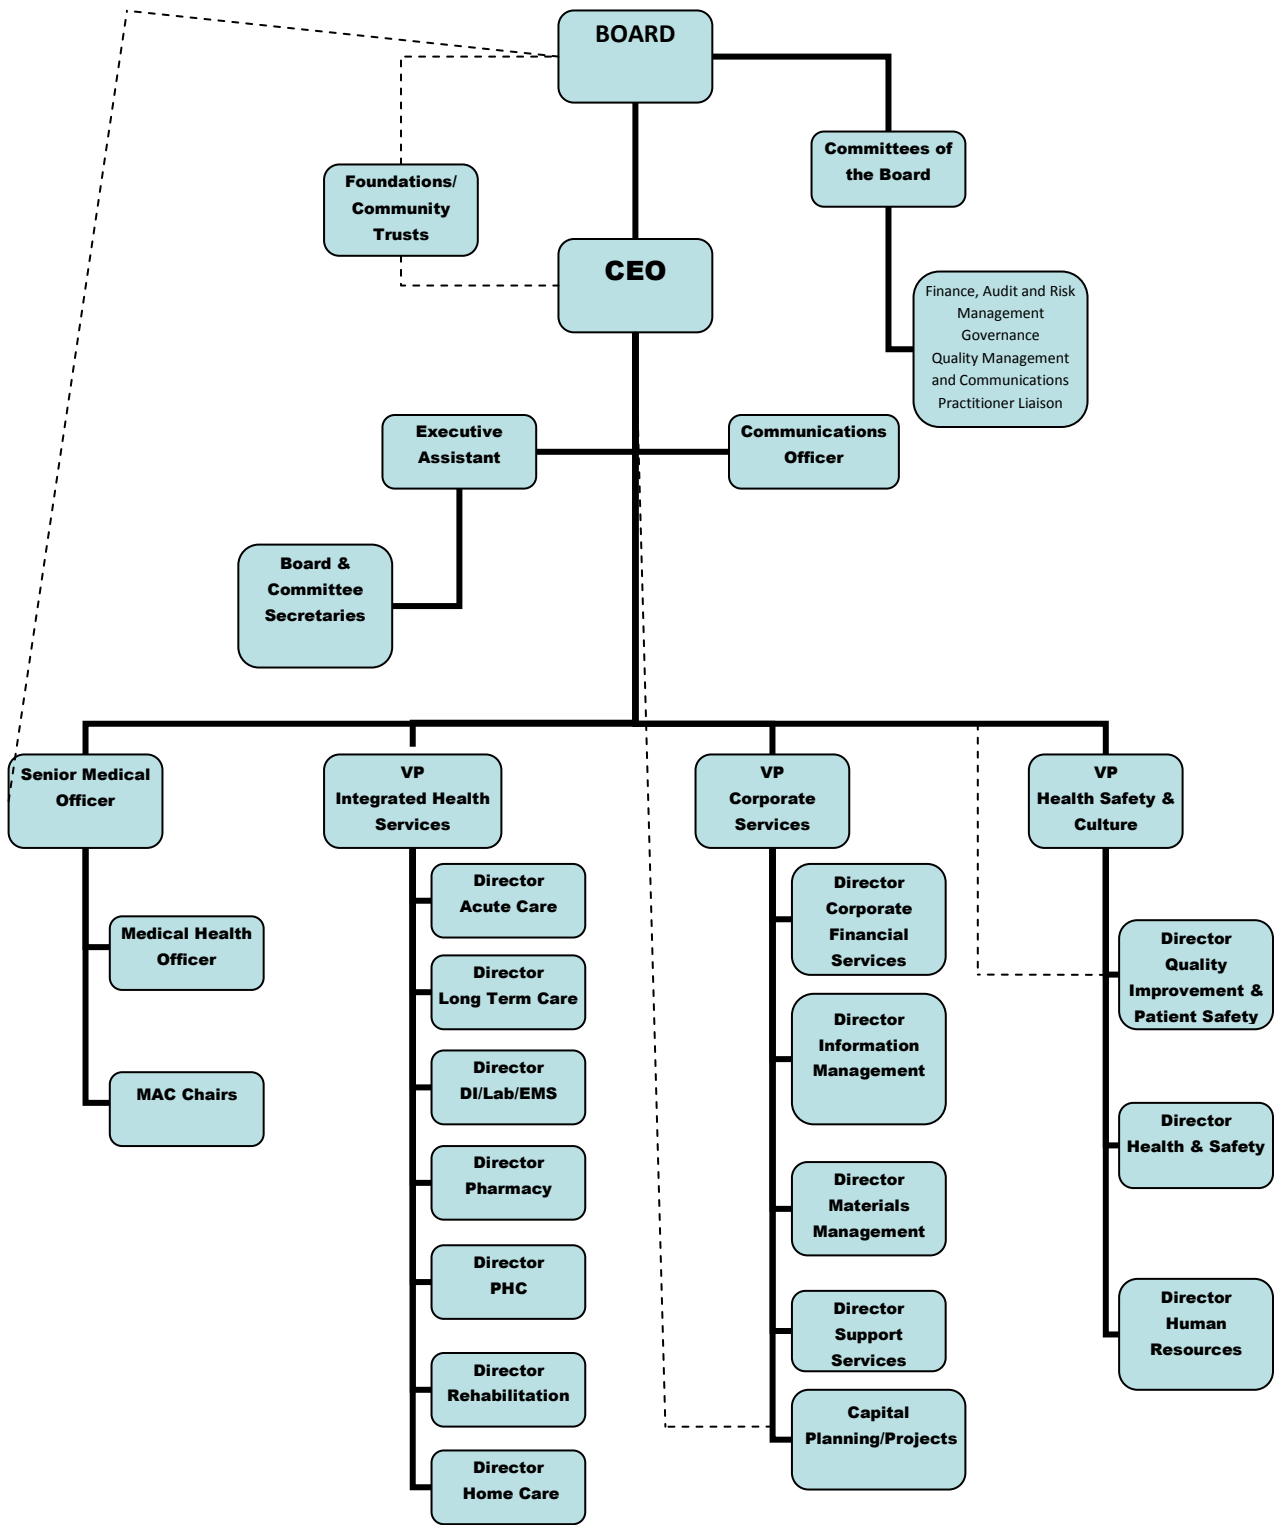 BOARD
Committees of
the Board
Foundations/
Community
Trusts
CEO
Finance, Audit and Risk
Management
Governance
Quality Management
and Communications
Practitioner Liaison
Executive
Assistant
Communications
Officer
Board &
Committee
Secretaries
Senior Medical
Officer
Medical Health
Officer
MAC Chairs
VP
Integrated Health
Services
Director
Acute Care
Director
Long Term Care
Director
DI/Lab/EMS
Director
Pharmacy
Director
PHC
Director
Rehabilitation
Director
Home Care
VP
Corporate
Services
Director
Corporate
Financial
Services
Director
Information
Management
Director
Materials
Management
Director
Support
Services
Capital
Planning/Projects
VP
Health Safety &
Culture
Director
Quality
Improvement &
Patient Safety
Director
Health & Safety
Director
Human
Resources